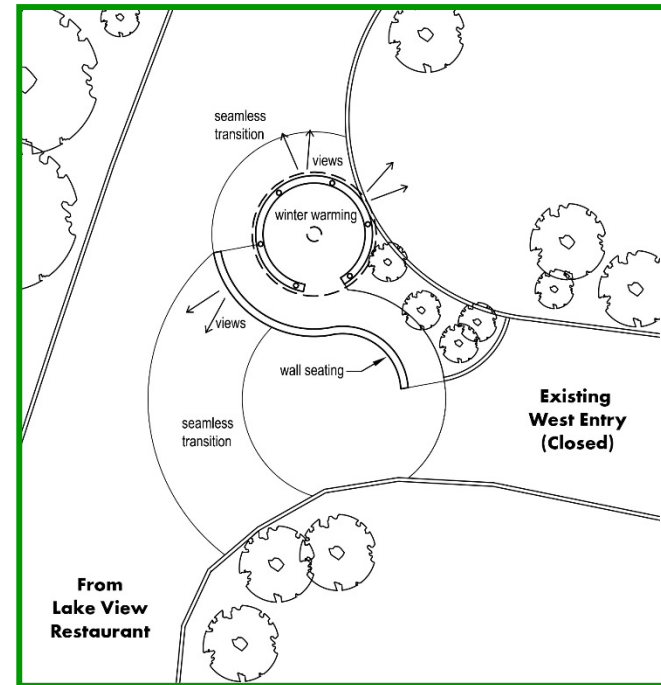 seamless
transition
views
winter warming
views
wall seating
seamless
transition
Existing
West Entry
(Closed)
From
Lake View
Restaurant